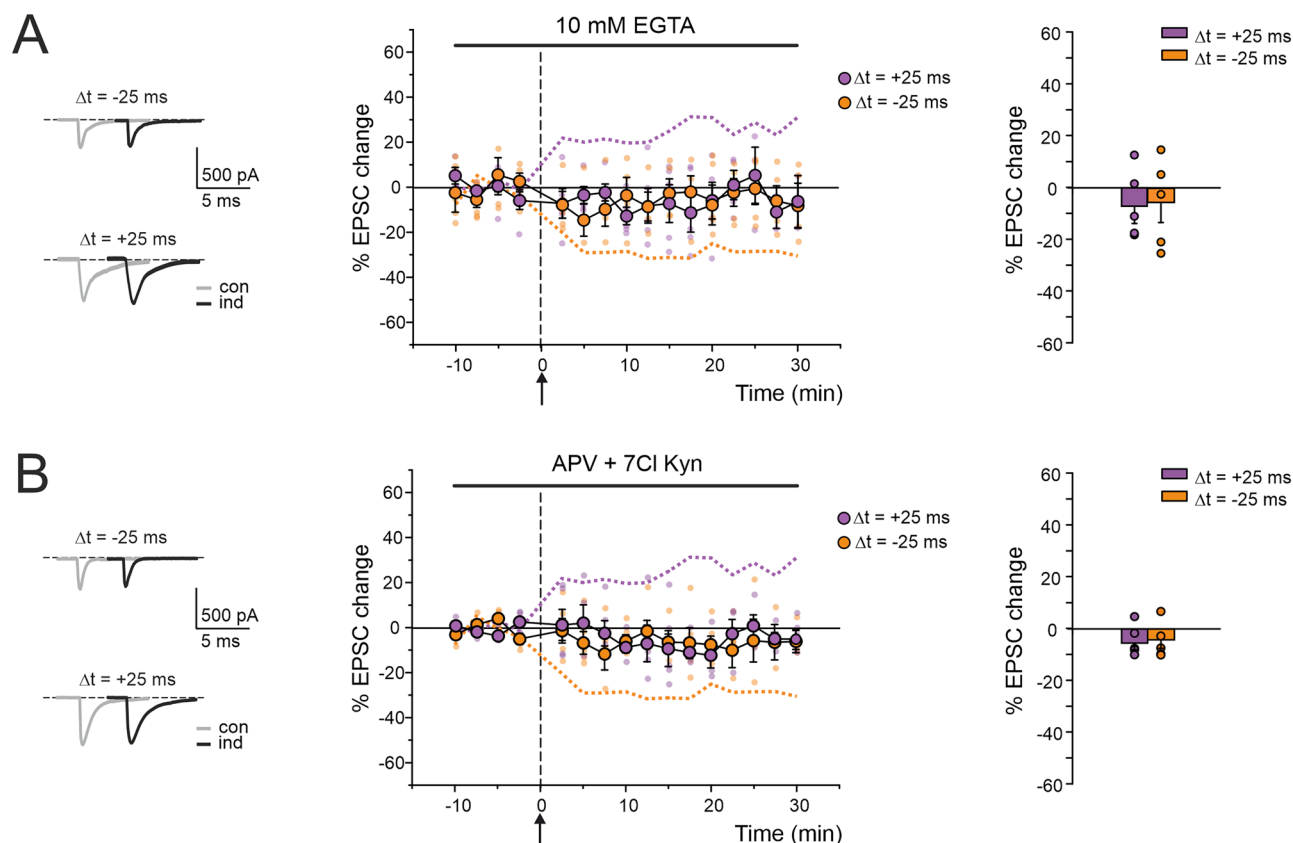 A
10 mM EGTA
Δt = -25 ms
500 pA
5 ms
Δt = +25 ms
con
ind
% EPSC change
60
40
20
0
-20
-40
-60
-10
0
10
20
30
Time (min)
Δt = +25 ms
Δt = -25 ms
% EPSC change
60
40
20
0
-20
-40
-60
Δt = +25 ms
Δt = -25 ms
B
APV + 7Cl Kyn
Δt = -25 ms
500 pA
5 ms
Δt = +25 ms
con
ind
% EPSC change
60
40
20
0
-20
-40
-60
-10
0
10
20
30
Time (min)
Δt = +25 ms
Δt = -25 ms
% EPSC change
60
40
20
0
-20
-40
-60
Δt = +25 ms
Δt = -25 ms